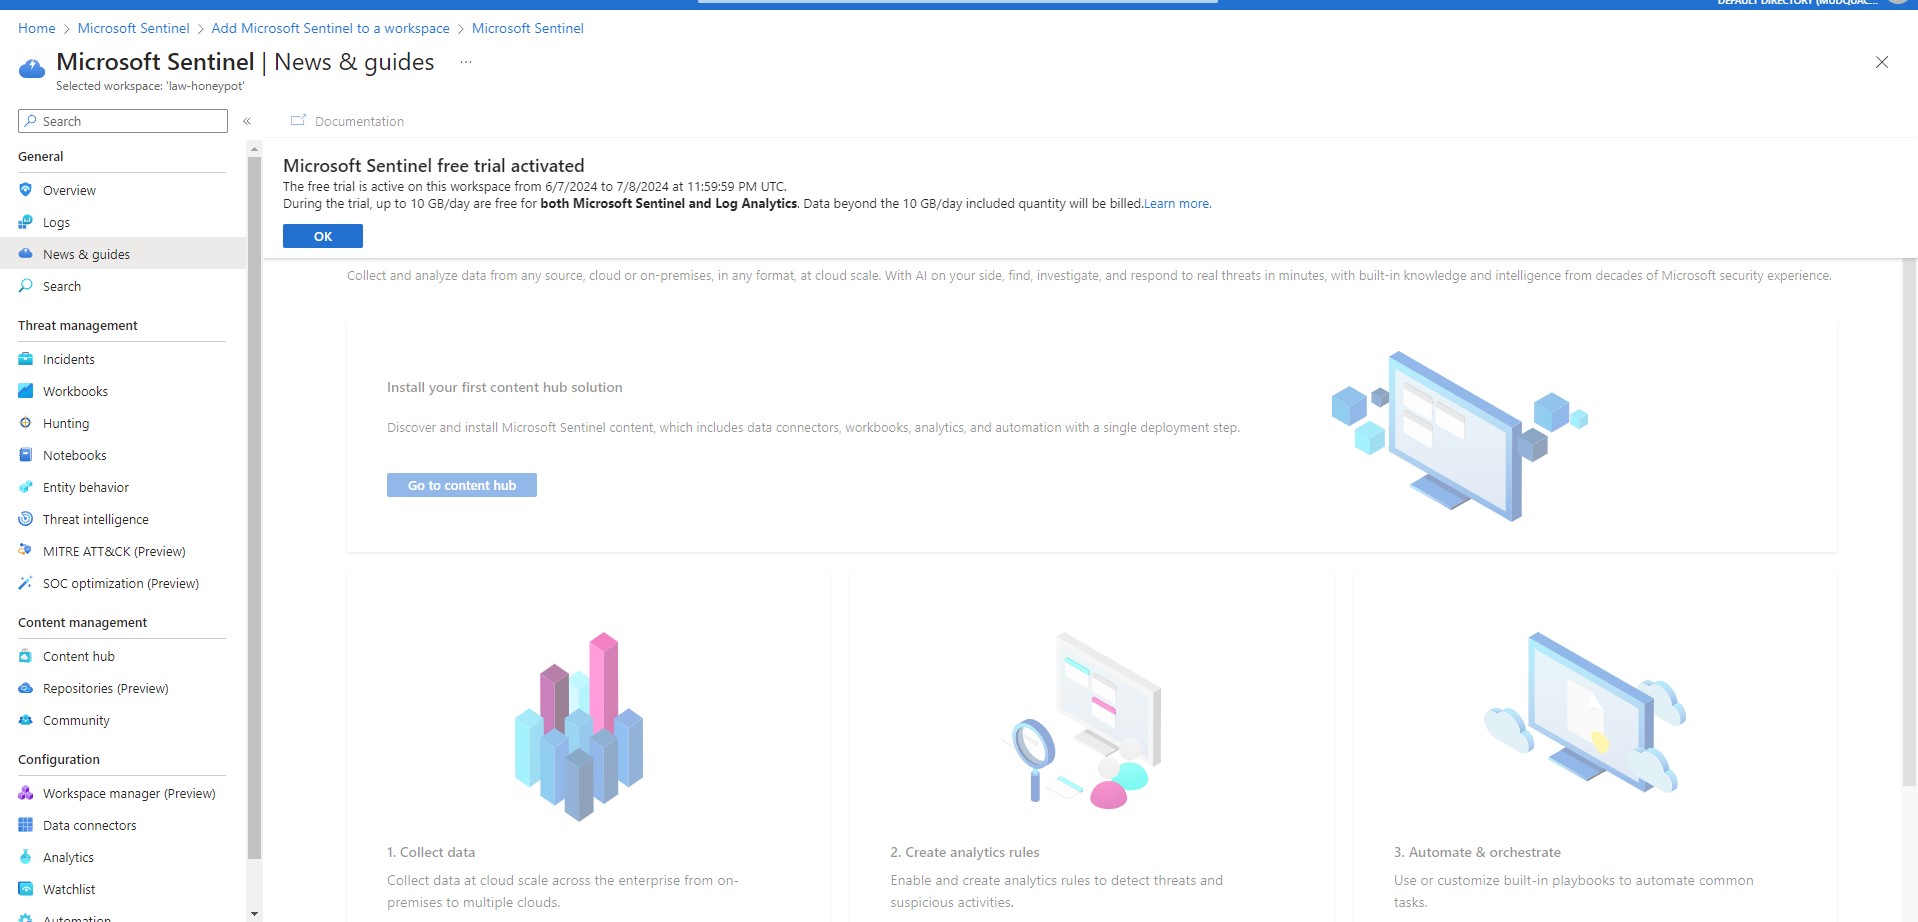 DEFAULT DIRECTORY (MUDQUAC...
Home > Microsoft Sentinel > Add Microsoft Sentinel to a workspace > Microsoft Sentinel
Microsoft Sentinel | News & guides ...
Selected workspace: 'law-honeypot'
Search
«
Documentation
General
Overview
Logs
News & guides
Search
Threat management
Incidents
Workbooks
Hunting
Notebooks
Entity behavior
Threat intelligence
MITRE ATT&CK (Preview)
SOC optimization (Preview)
Content management
Content hub
Repositories (Preview)
Community
Configuration
Workspace manager (Preview)
Data connectors
Analytics
Watchlist
Automation
Microsoft Sentinel free trial activated
The free trial is active on this workspace from 6/7/2024 to 7/8/2024 at 11:59:59 PM UTC.
During the trial, up to 10 GB/day are free for both Microsoft Sentinel and Log Analytics. Data beyond the 10 GB/day included quantity will be billed.Learn more.
OK
Collect and analyze data from any source, cloud or on-premises, in any format, at cloud scale. With AI on your side, find, investigate, and respond to real threats in minutes, with built-in knowledge and intelligence from decades of Microsoft security experience.
Install your first content hub solution
Discover and install Microsoft Sentinel content, which includes data connectors, workbooks, analytics, and automation with a single deployment step.
Go to content hub
1. Collect data
Collect data at cloud scale across the enterprise from on-
premises to multiple clouds.
2. Create analytics rules
Enable and create analytics rules to detect threats and
suspicious activities.
3. Automate & orchestrate
Use or customize built-in playbooks to automate common
tasks.